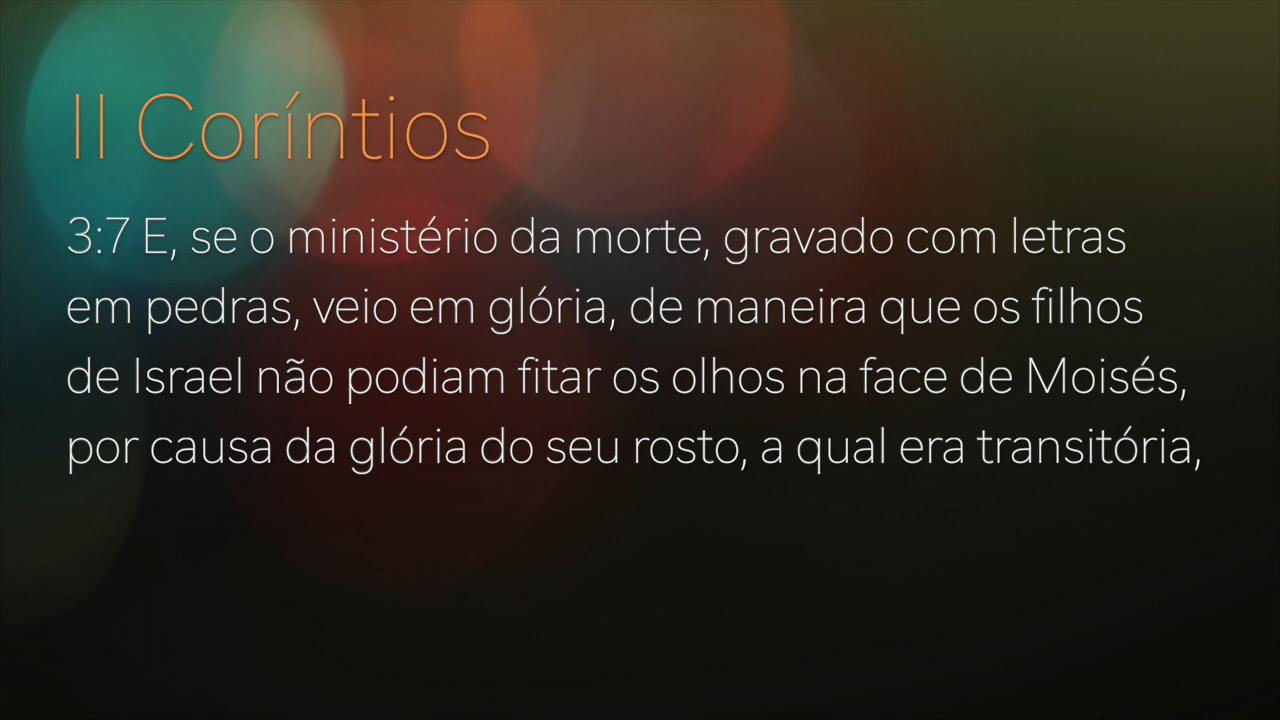 II Coríntios
3:7 E, se o ministério da morte, gravado com letras
em pedras, veio em glória, de maneira que os filhos
de Israel não podiam fitar os olhos na face de Moisés,
por causa da glória do seu rosto, a qual era transitória,